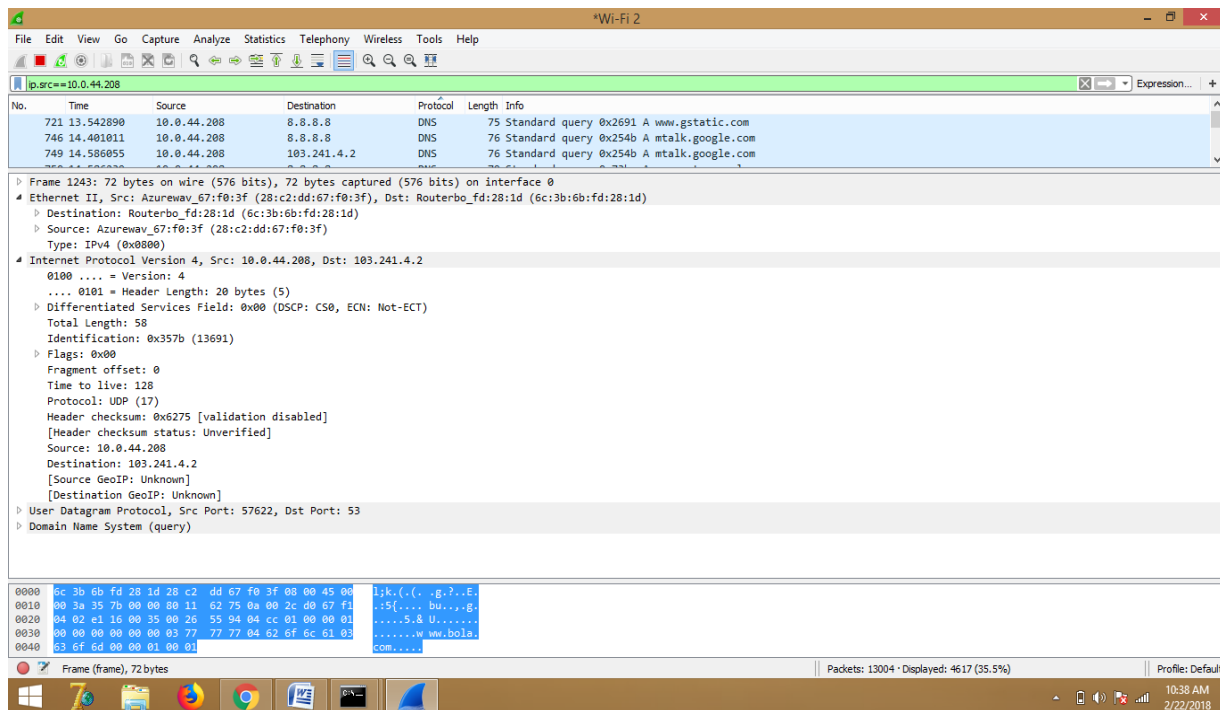 *Wi-Fi 2
File Edit View Go Capture Analyze Statistics Telephony Wireless Tools Help
ip.src==10.0.44.208 Expression... +
No. Time Source Destination Protocol Length Info
721 13.542890 10.0.44.208 8.8.8.8 DNS 75 Standard query 0x2691 A www.gstatic.com
746 14.401011 10.0.44.208 8.8.8.8 DNS 76 Standard query 0x254b A mtalk.google.com
749 14.586055 10.0.44.208 103.241.4.2 DNS 76 Standard query 0x254b A mtalk.google.com
Frame 1243: 72 bytes on wire (576 bits), 72 bytes captured (576 bits) on interface 0
Ethernet II, Src: Azurewav_67:f0:3f (28:c2:dd:67:f0:3f), Dst: Routerbo_fd:28:1d (6c:3b:6b:fd:28:1d)
Destination: Routerbo_fd:28:1d (6c:3b:6b:fd:28:1d)
Source: Azurewav_67:f0:3f (28:c2:dd:67:f0:3f)
Type: IPv4 (0x0800)
Internet Protocol Version 4, Src: 10.0.44.208, Dst: 103.241.4.2
0100 .... = Version: 4
.... 0101 = Header Length: 20 bytes (5)
Differentiated Services Field: 0x00 (DSCP: CS0, ECN: Not-ECT)
Total Length: 58
Identification: 0x357b (13691)
Flags: 0x00
Fragment offset: 0
Time to live: 128
Protocol: UDP (17)
Header checksum: 0x6275 [validation disabled]
[Header checksum status: Unverified]
Source: 10.0.44.208
Destination: 103.241.4.2
[Source GeoIP: Unknown]
[Destination GeoIP: Unknown]
User Datagram Protocol, Src Port: 57622, Dst Port: 53
Domain Name System (query)
0000 6c 3b 6b fd 28 1d 28 c2 dd 67 f0 3f 08 00 45 00 l;k.(.(. .g.?..E.
0010 00 3a 35 7b 00 00 80 11 62 75 0a 00 2c d0 67 f1 .:5{.... bu..,.g.
0020 04 02 e1 16 00 35 00 26 55 94 04 cc 01 00 00 01 .....5.& U.......
0030 00 00 00 00 00 00 03 77 77 77 04 62 6f 6c 61 03 .......w ww.bola.
0040 63 6f 6d 00 00 01 00 01 com.....
Frame (frame), 72 bytes Packets: 13004 · Displayed: 4617 (35.5%) Profile: Defaul
10:38 AM
2/22/2018